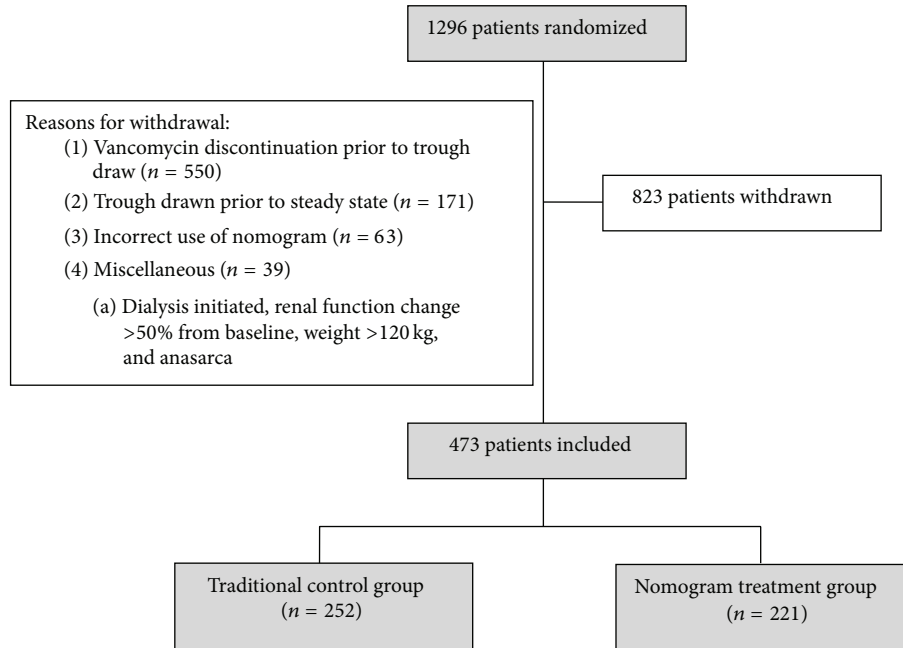 1296 patients randomized
Reasons for withdrawal:
(1) Vancomycin discontinuation prior to trough
draw (n = 550)
(2) Trough drawn prior to steady state (n = 171)
(3) Incorrect use of nomogram (n = 63)
(4) Miscellaneous (n = 39)
(a) Dialysis initiated, renal function change
>50% from baseline, weight >120 kg,
and anasarca
823 patients withdrawn
473 patients included
Traditional control group
(n = 252)
Nomogram treatment group
(n = 221)